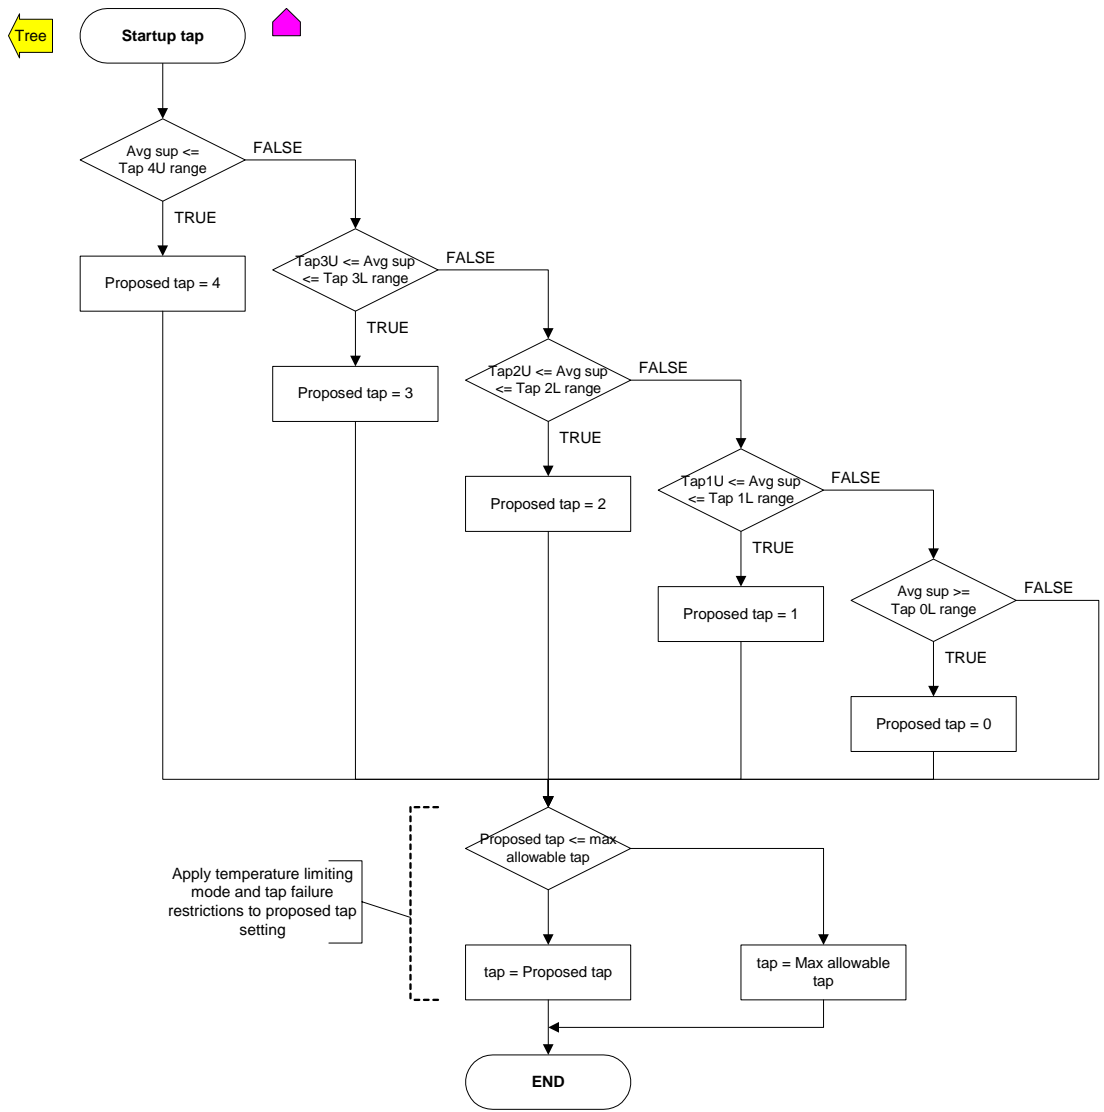 Tree
Startup tap
Avg sup <=
Tap 4U range
FALSE
TRUE
Proposed tap = 4
Tap3U <= Avg sup
<= Tap 3L range
FALSE
TRUE
Proposed tap = 3
Tap2U <= Avg sup
<= Tap 2L range
FALSE
TRUE
Proposed tap = 2
Tap1U <= Avg sup
<= Tap 1L range
FALSE
TRUE
Proposed tap = 1
Avg sup >=
Tap 0L range
FALSE
TRUE
Proposed tap = 0
Proposed tap <= max
allowable tap
Apply temperature limiting
mode and tap failure
restrictions to proposed tap
setting
tap = Proposed tap
tap = Max allowable
tap
END